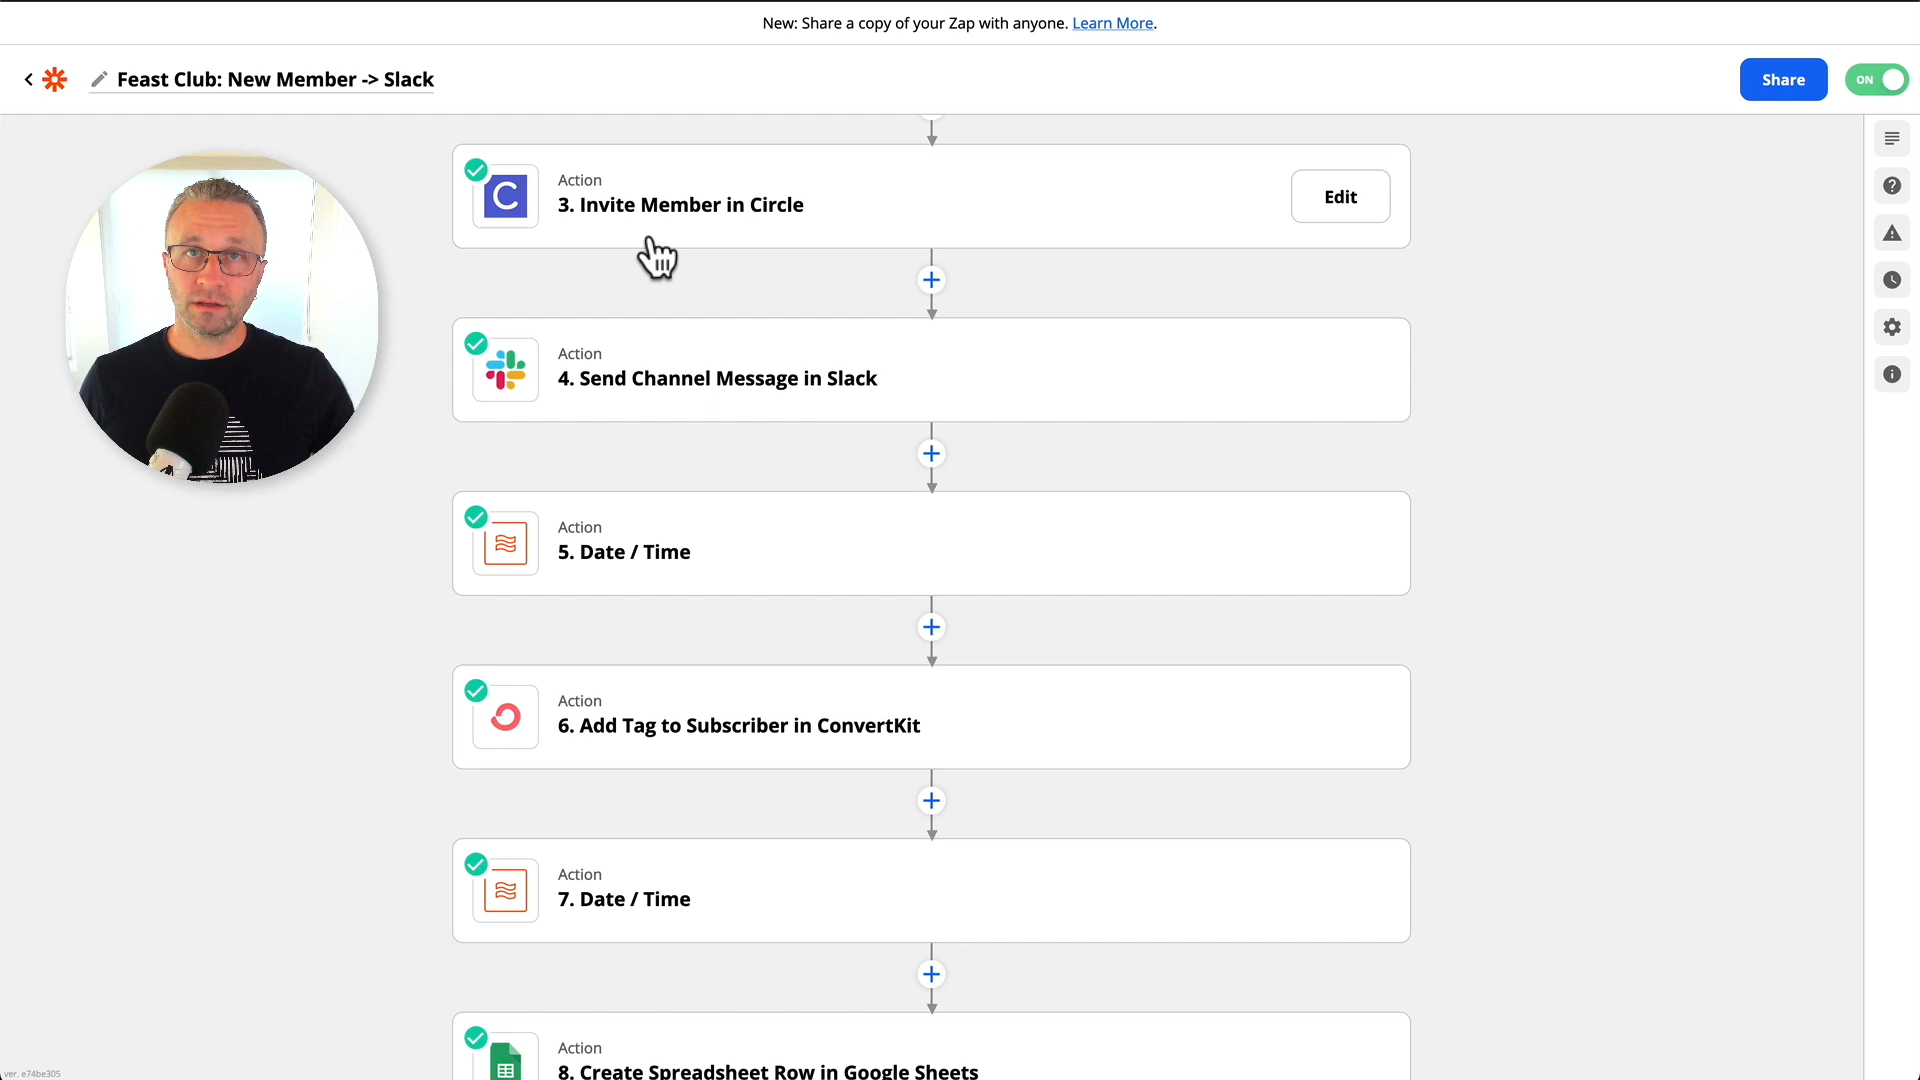 New: Share a copy of your Zap with anyone. Learn More.
Feast Club: New Member -> Slack
Share
ON
Action
3. Invite Member in Circle
Edit
Action
4. Send Channel Message in Slack
Action
5. Date / Time
Action
6. Add Tag to Subscriber in ConvertKit
Action
7. Date / Time
Action
8. Create Spreadsheet Row in Google Sheets
ver. e74be305